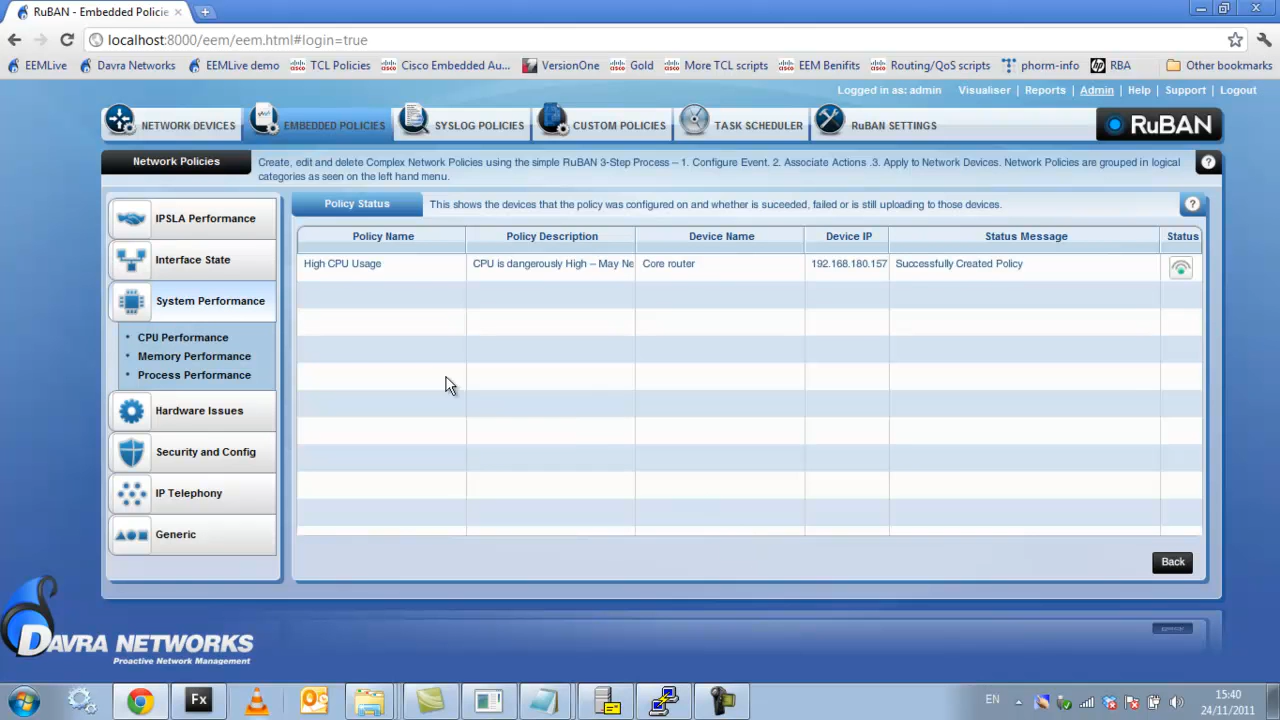 RuBAN - Embedded Policie
localhost:8000/eem/eem.html#login=true
EEMLive
Davra Networks
EEMLive demo
TCL Policies
Cisco Embedded Au...
VersionOne
Gold
More TCL scripts
EEM Benifits
Routing/QoS scripts
phorm-info
RBA
Other bookmarks
Logged in as: admin
Visualiser | Reports | Admin | Help | Support | Logout
NETWORK DEVICES
EMBEDDED POLICIES
SYSLOG POLICIES
CUSTOM POLICIES
TASK SCHEDULER
RuBAN SETTINGS
RuBAN
Network Policies
Create, edit and delete Complex Network Policies using the simple RuBAN 3-Step Process – 1. Configure Event. 2. Associate Actions .3. Apply to Network Devices. Network Policies are grouped in logical
categories as seen on the left hand menu.
?
IPSLA Performance
Interface State
System Performance
• CPU Performance
• Memory Performance
• Process Performance
Hardware Issues
Security and Config
IP Telephony
Generic
Policy Status
This shows the devices that the policy was configured on and whether is suceeded, failed or is still uploading to those devices.
?
Policy Name Policy Description Device Name Device IP Status Message Status
High CPU Usage CPU is dangerously High – May Ne Core router 192.168.180.157 Successfully Created Policy
Back
DAVRA NETWORKS
Proactive Network Management
cisco
cisco
cisco
cisco
hp
Fx
EN
15:40
24/11/2011